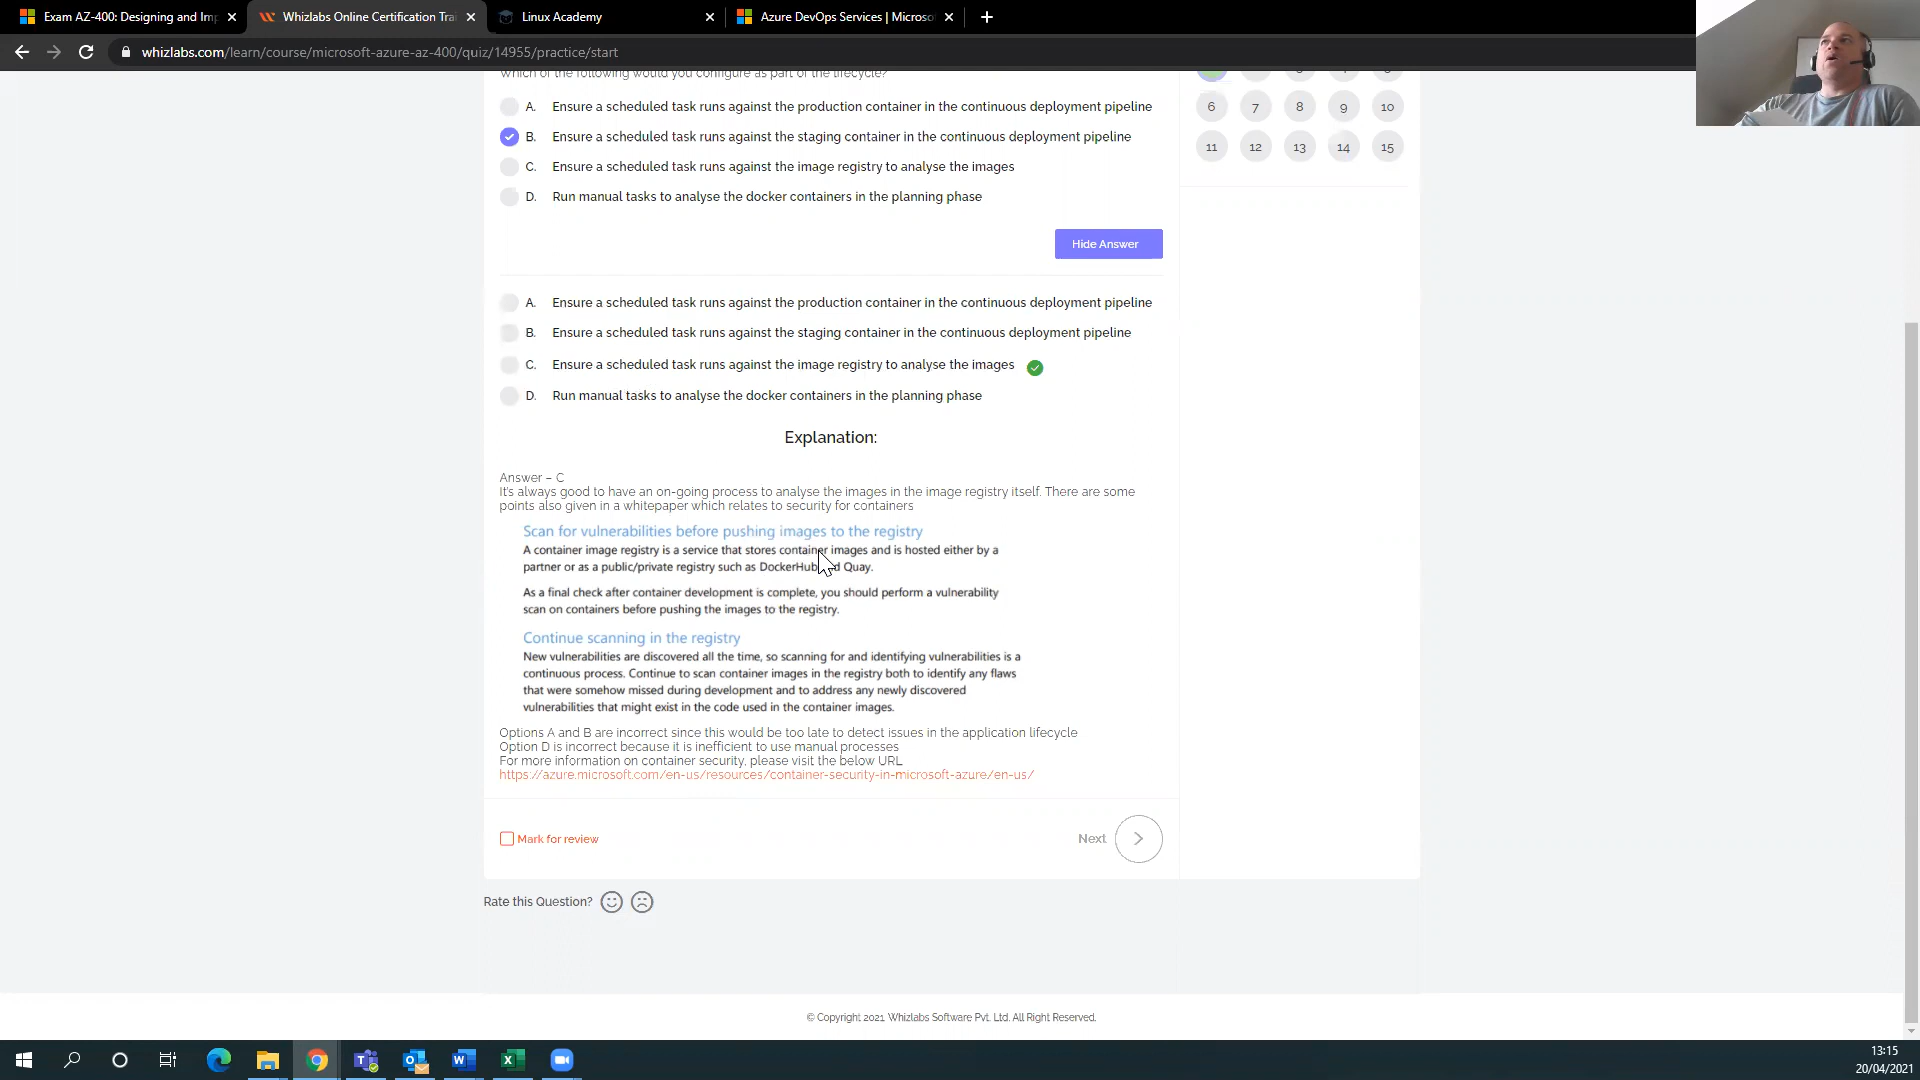 Exam AZ-400: Designing and Imp
Whizlabs Online Certification Trai
Linux Academy
Azure DevOps Services | Microso
whizlabs.com/learn/course/microsoft-azure-az-400/quiz/14955/practice/start
Which of the following would you configure as part of the lifecycle?
A. Ensure a scheduled task runs against the production container in the continuous deployment pipeline
B. Ensure a scheduled task runs against the staging container in the continuous deployment pipeline
C. Ensure a scheduled task runs against the image registry to analyse the images
D. Run manual tasks to analyse the docker containers in the planning phase
6 7 8 9 10
11 12 13 14 15
Hide Answer
A. Ensure a scheduled task runs against the production container in the continuous deployment pipeline
B. Ensure a scheduled task runs against the staging container in the continuous deployment pipeline
C. Ensure a scheduled task runs against the image registry to analyse the images
D. Run manual tasks to analyse the docker containers in the planning phase
Explanation:
Answer – C
It's always good to have an on-going process to analyse the images in the image registry itself. There are some
points also given in a whitepaper which relates to security for containers
Scan for vulnerabilities before pushing images to the registry
A container image registry is a service that stores container images and is hosted either by a
partner or as a public/private registry such as DockerHub Quay.
As a final check after container development is complete, you should perform a vulnerability
scan on containers before pushing the images to the registry.
Continue scanning in the registry
New vulnerabilities are discovered all the time, so scanning for and identifying vulnerabilities is a
continuous process. Continue to scan container images in the registry both to identify any flaws
that were somehow missed during development and to address any newly discovered
vulnerabilities that might exist in the code used in the container images.
Options A and B are incorrect since this would be too late to detect issues in the application lifecycle
Option D is incorrect because it is inefficient to use manual processes
For more information on container security, please visit the below URL
https://azure.microsoft.com/en-us/resources/container-security-in-microsoft-azure/en-us/
Mark for review
Next
Rate this Question?
© Copyright 2021. Whizlabs Software Pvt. Ltd. All Right Reserved.
13:15
20/04/2021